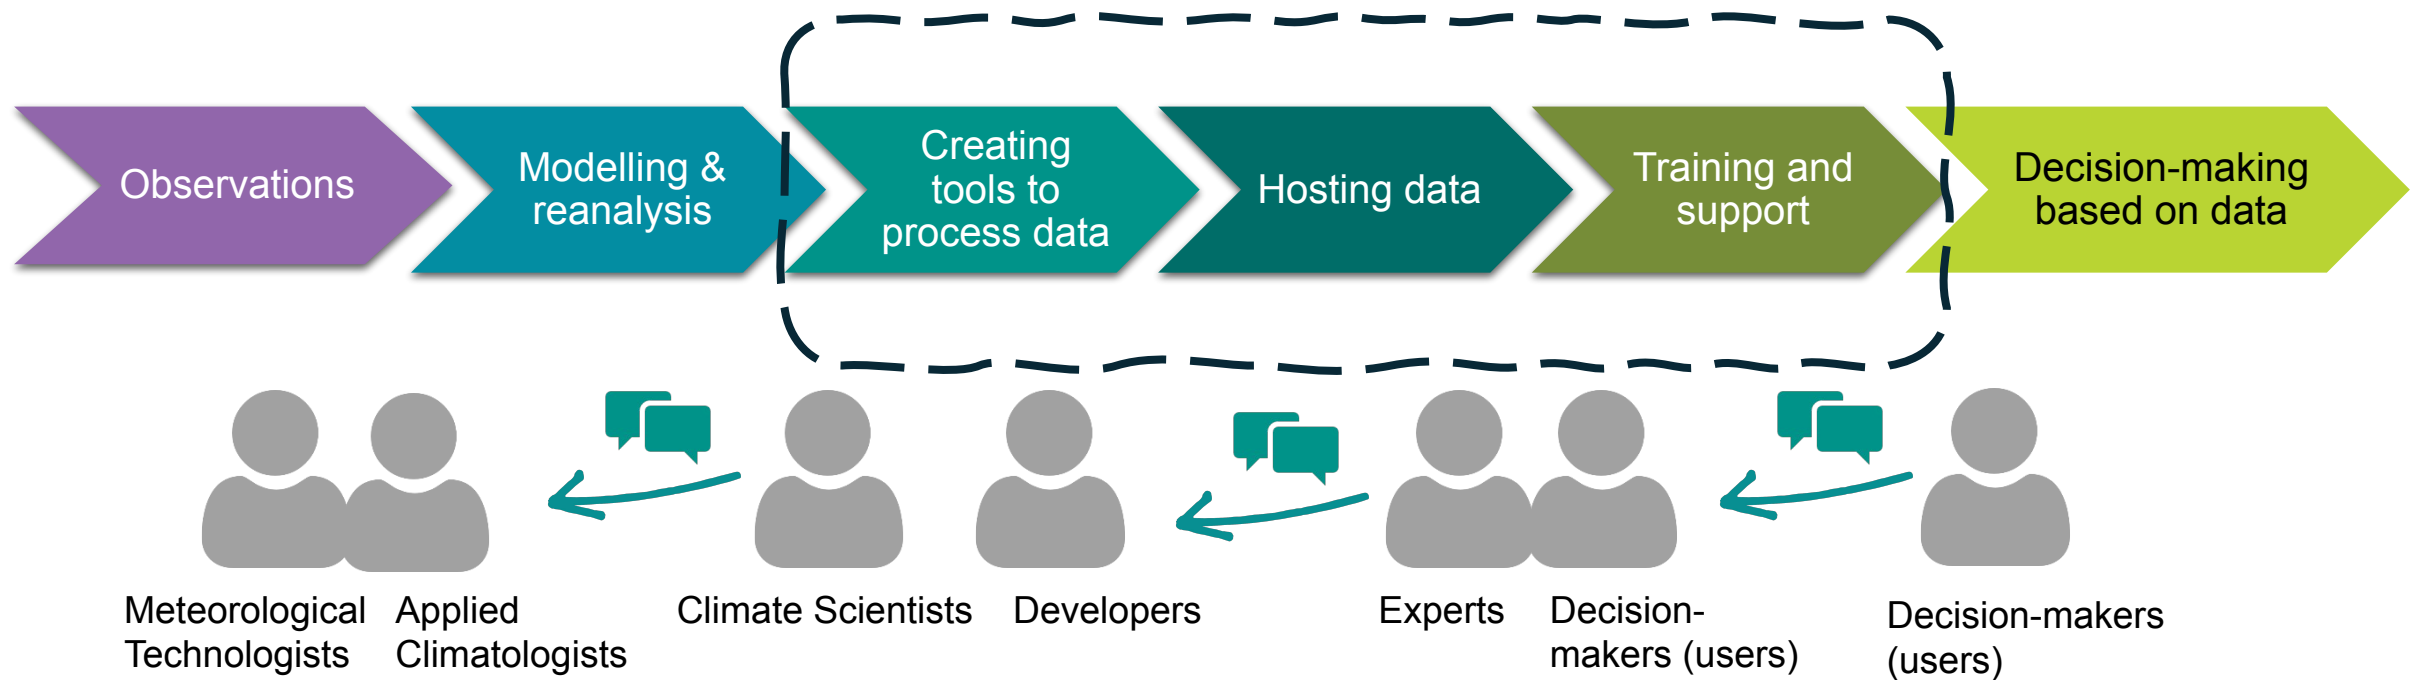 Observations
Modelling &
reanalysis
Creating
tools to
process data
Hosting data
Training and
support
Decision-making
based on data
Meteorological
Technologists
Applied
Climatologists
Climate Scientists
Developers
Experts
Decision-
makers (users)
Decision-makers
(users)